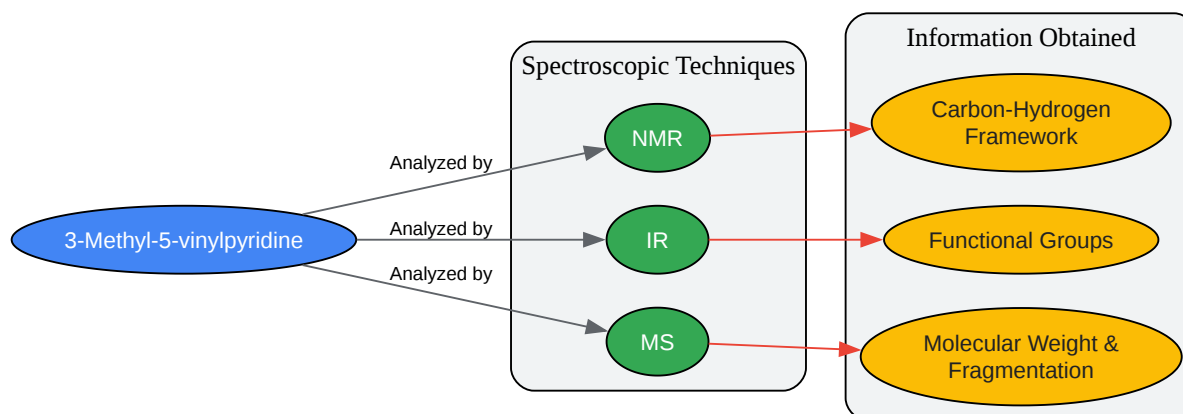 Information Obtained
Spectroscopic Techniques
Carbon-Hydrogen
Framework
NMR
Analyzed by
3-Methyl-5-vinylpyridine
Analyzed by
IR
Functional Groups
Analyzed by
MS
Molecular Weight &
Fragmentation